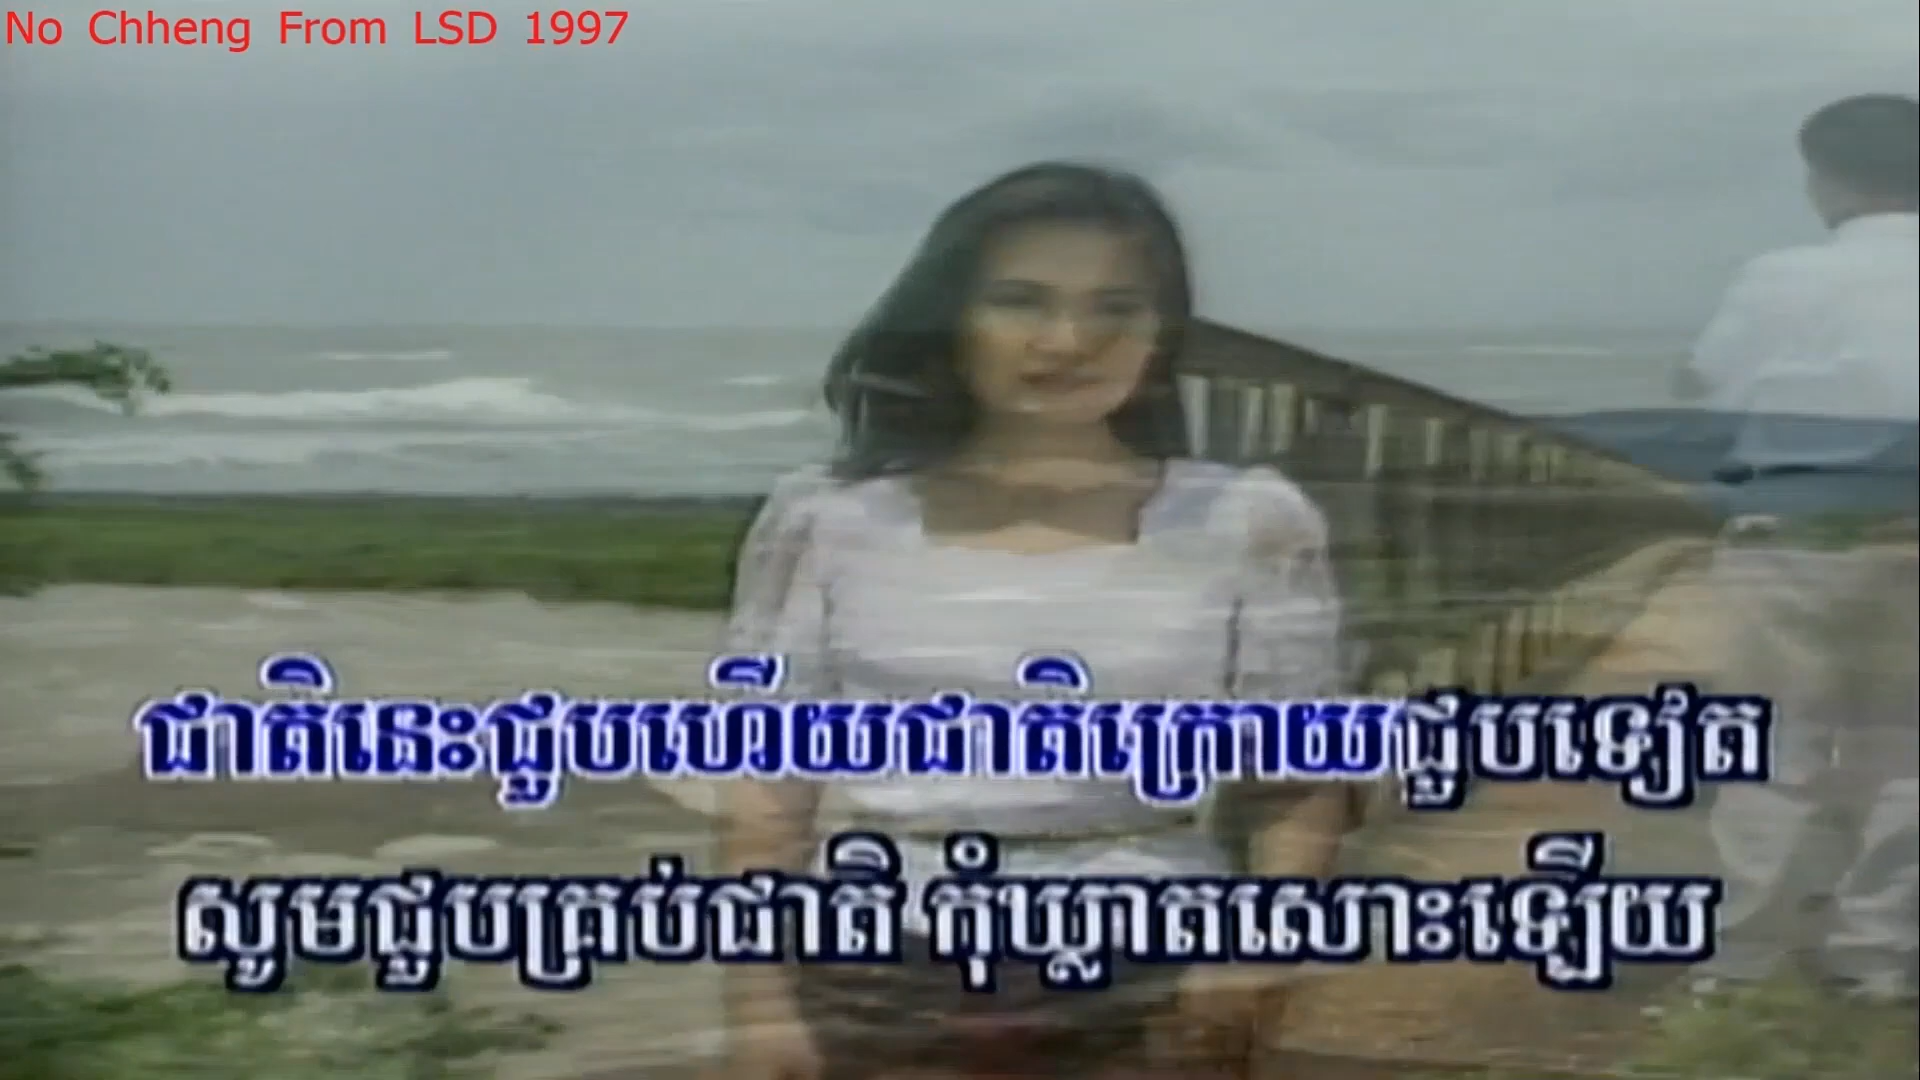 No Chheng From LSD 1997
ជាតិនេះជួបហើយជាតិក្រោយជួបទៀត
សូមជួបគ្រប់ជាតិ កុំឃ្លាតសោះឡើយ